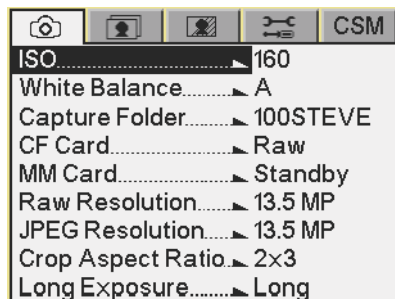 CSM
ISO 160
White Balance A
Capture Folder 100STEVE
CF Card Raw
MM Card Standby
Raw Resolution 13.5 MP
JPEG Resolution 13.5 MP
Crop Aspect Ratio 2x3
Long Exposure Long